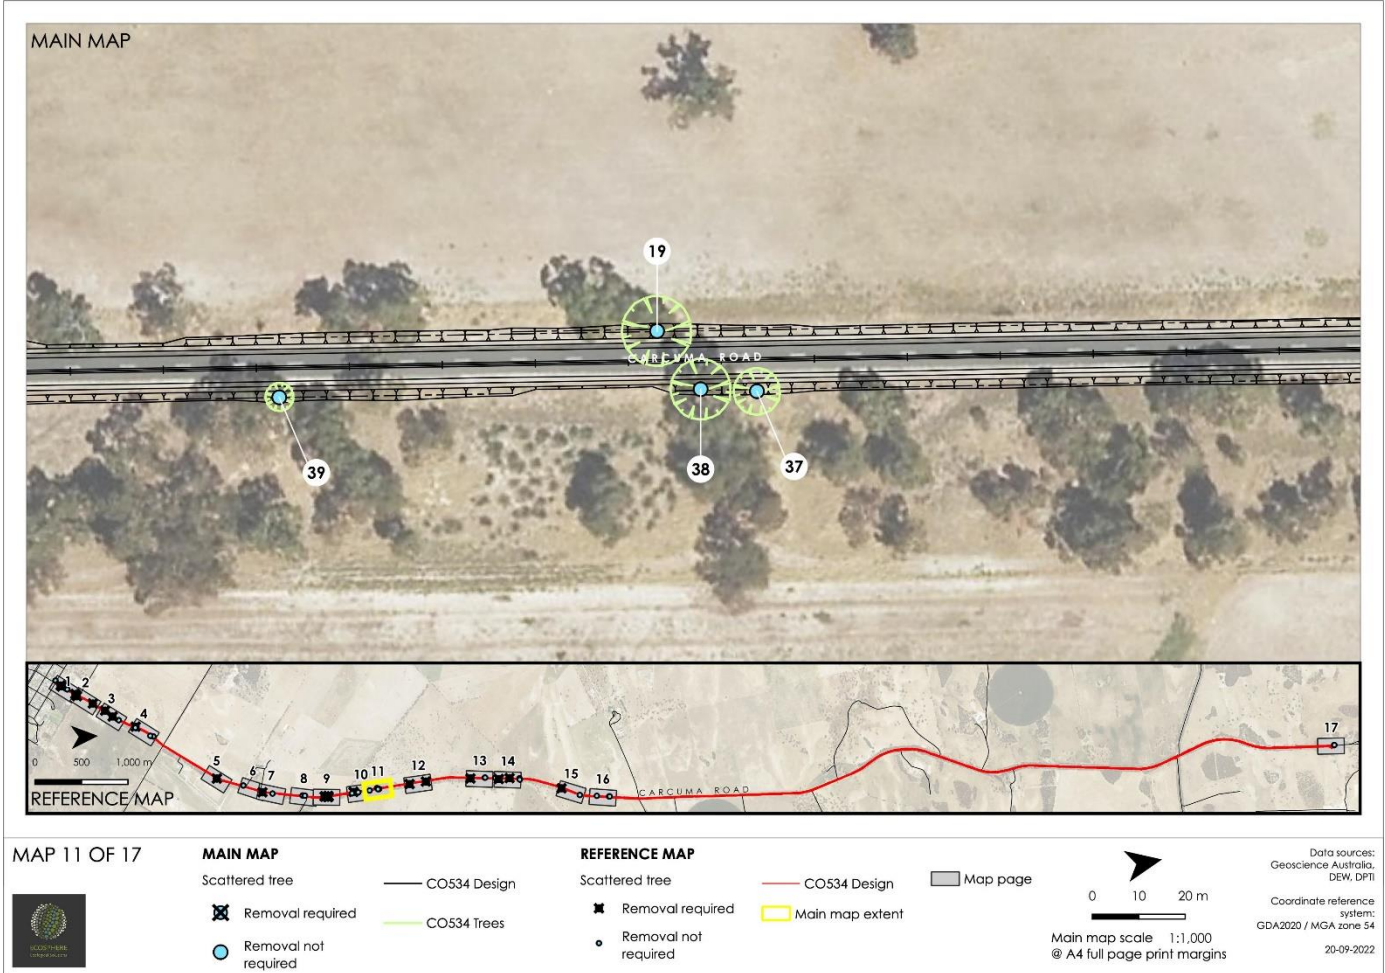 MAIN MAP
19
CARCUMA ROAD
39
38
37
1
2
3
4
5
6
7
8
9
10
11
12
13
14
15
16
17
0 500 1,000 m
CARCUMA ROAD
REFERENCE MAP
MAP 11 OF 17
MAIN MAP
Scattered tree
Removal required
Removal not
required
CO534 Design
CO534 Trees
REFERENCE MAP
Scattered tree
Removal required
Removal not
required
CO534 Design
Main map extent
Map page
0 10 20 m
Main map scale 1:1,000
@ A4 full page print margins
Data sources:
Geoscience Australia,
DEW, DPTI
Coordinate reference
system:
GDA2020 / MGA zone 54
20-09-2022
ECOSPHERE